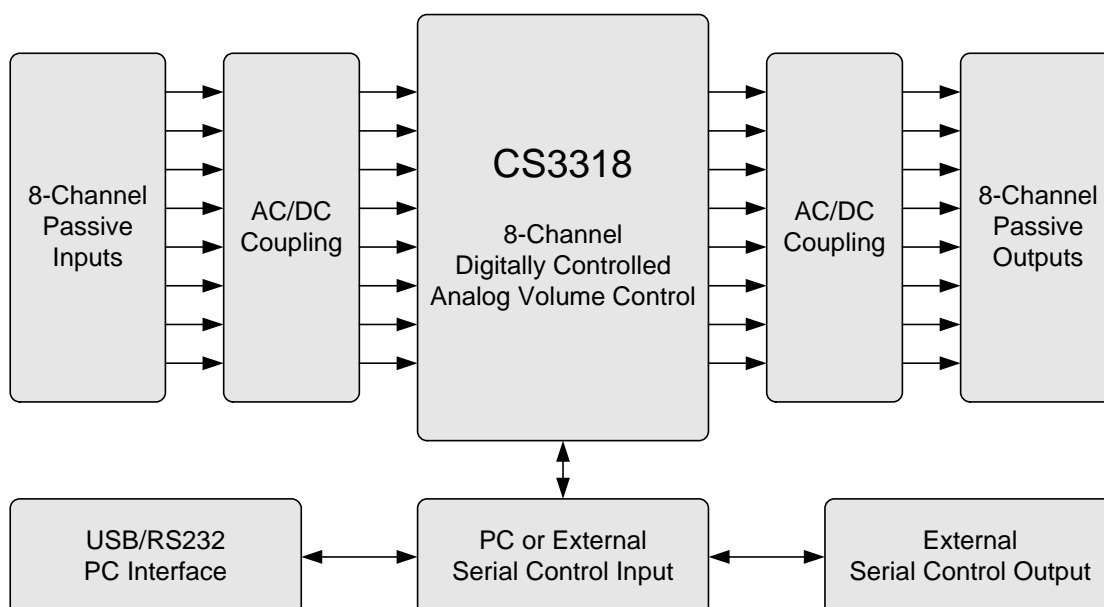 8-Channel
Passive
Inputs
AC/DC
Coupling
CS3318
8-Channel
Digitally Controlled
Analog Volume Control
AC/DC
Coupling
8-Channel
Passive
Outputs
USB/RS232
PC Interface
PC or External
Serial Control Input
External
Serial Control Output